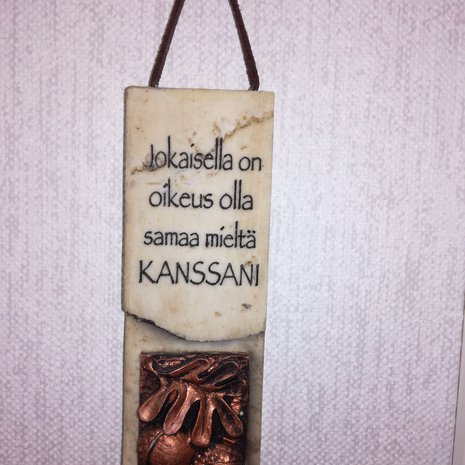 Jokaisella on
oikeus olla
samaa mieltä
KANSSANI